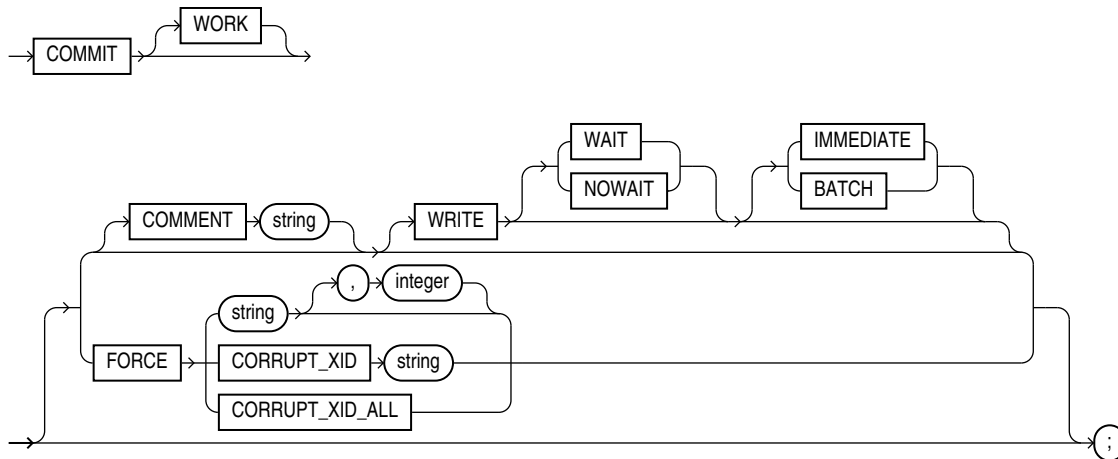 COMMIT WORK
WAIT IMMEDIATE
NOWAIT BATCH
COMMENT string WRITE
string , integer
FORCE CORRUPT_XID string
CORRUPT_XID_ALL
;